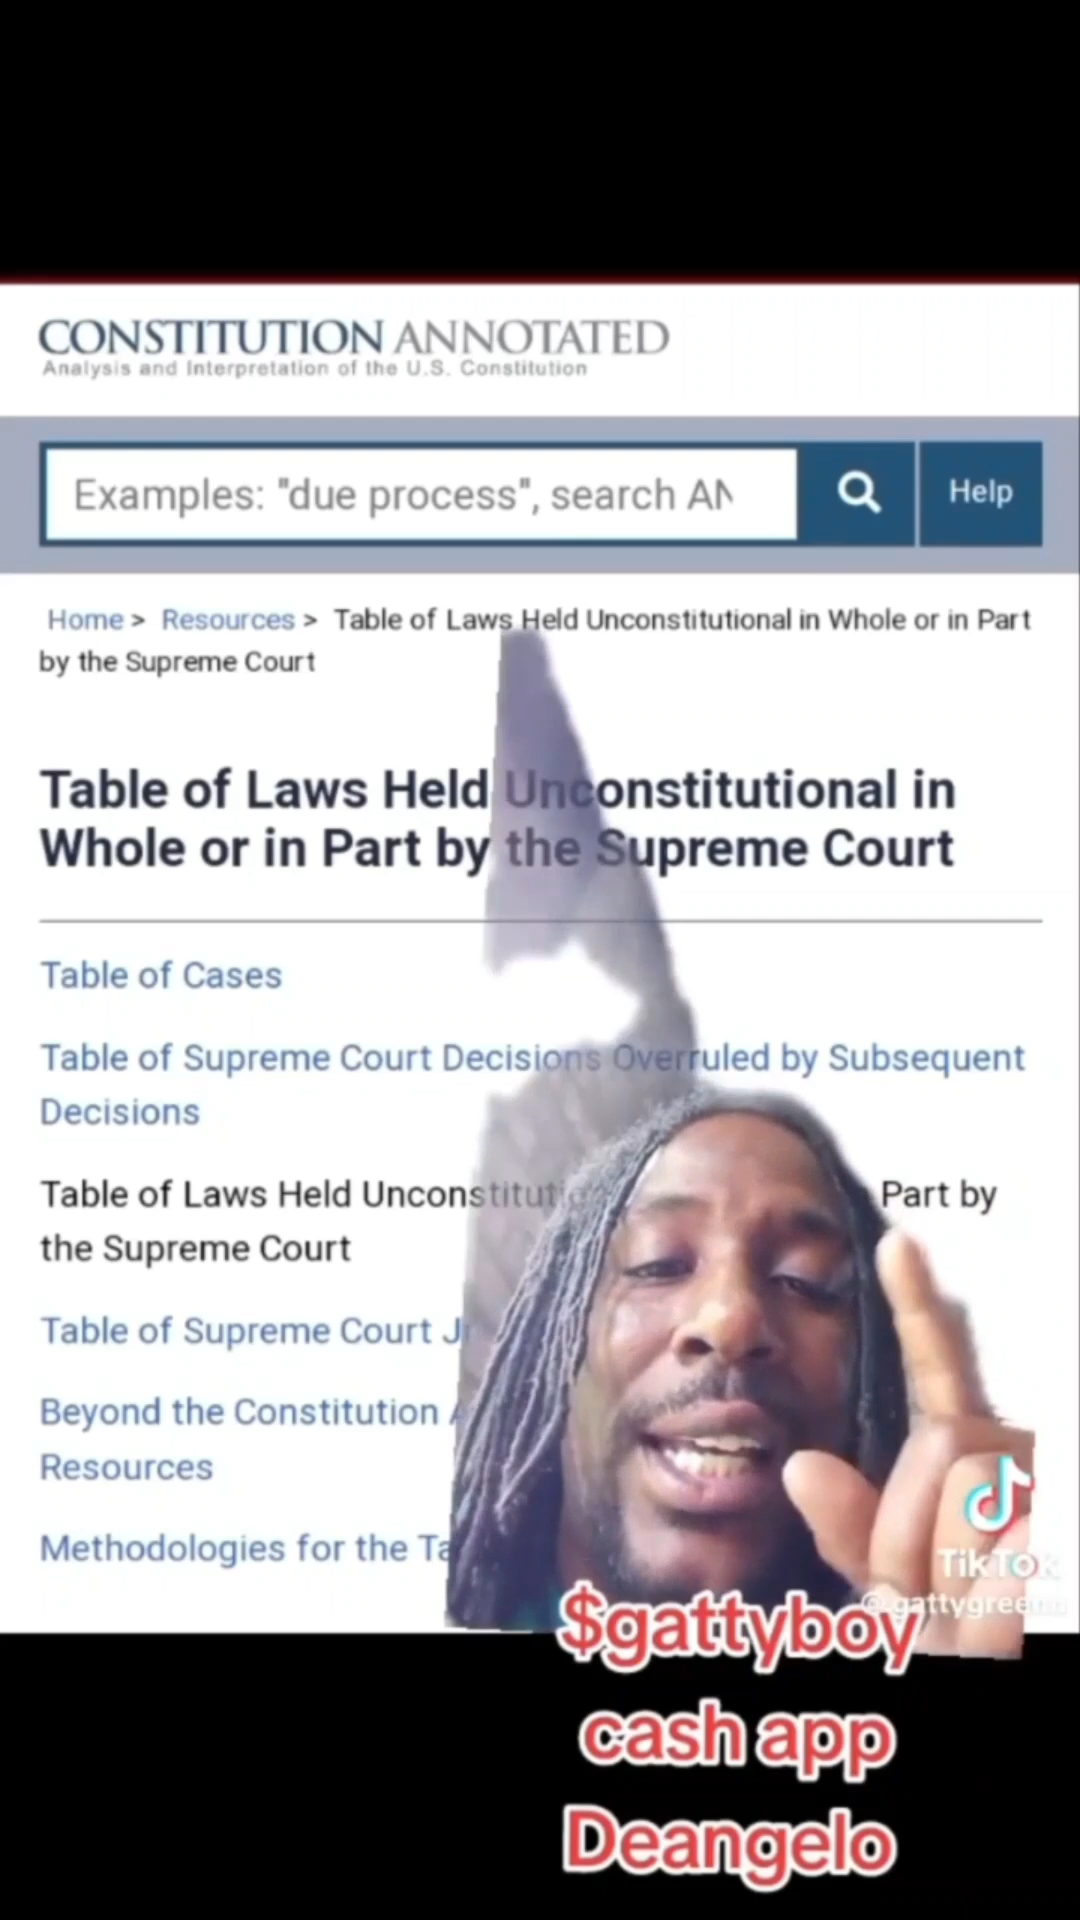 CONSTITUTION ANNOTATED
Analysis and Interpretation of the U.S. Constitution
Examples: "due process", search AN
Help
Home > Resources > Table of Laws Held Unconstitutional in Whole or in Part
by the Supreme Court
Table of Laws Held Unconstitutional in
Whole or in Part by the Supreme Court
Table of Cases
Table of Supreme Court Decisions Overruled by Subsequent
Decisions
Table of Laws Held Unconstituti Part by
the Supreme Court
Table of Supreme Court J
Beyond the Constitution A
Resources
Methodologies for the Ta
TikTok
@gattygreen
$gattyboy
cash app
Deangelo